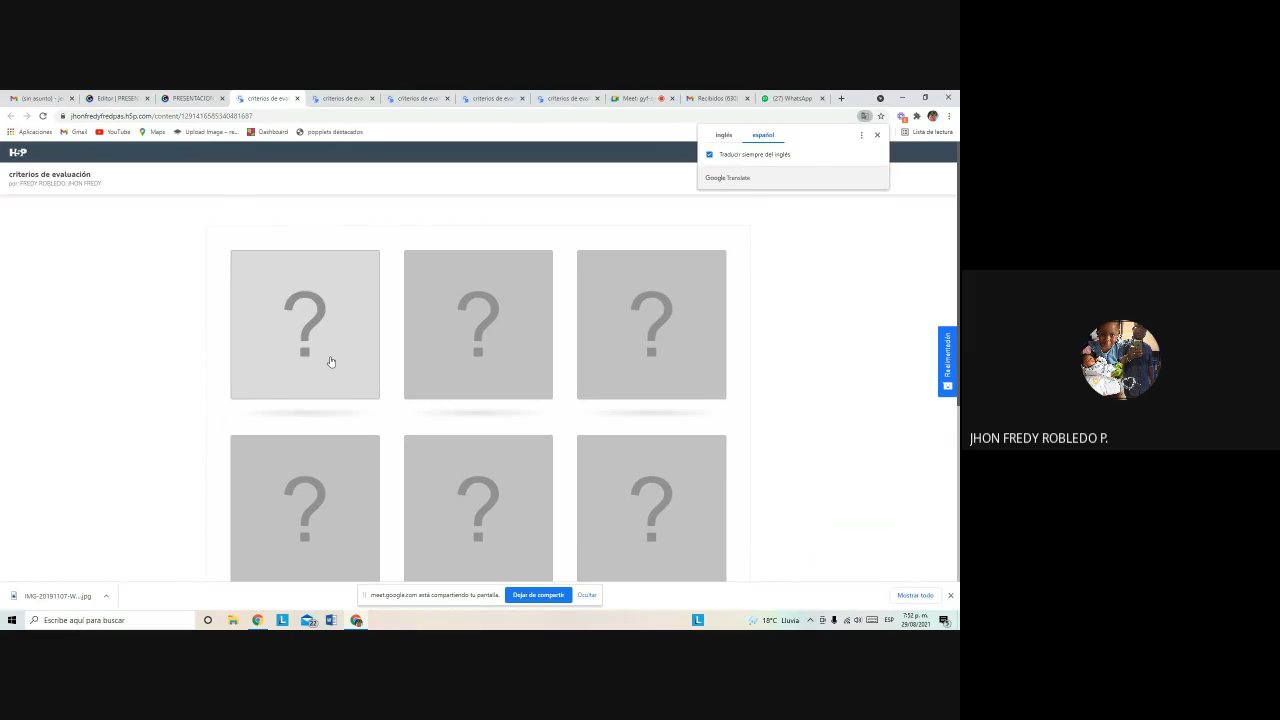 (sin asunto) - je
Editor | PRESEN
PRESENTACION
criterios de eva
criterios de eva
criterios de eva
criterios de eva
criterios de eva
Meet: gyf-
Recibidos (630)
(27) WhatsApp
jhonfredyfredpas.h5p.com/content/1291416585340481687
Aplicaciones
Gmail
YouTube
Maps
Upload Image — re...
Dashboard
popplets destacados
Lista de lectura
inglés
español
Traducir siempre del inglés
Google Translate
H5P
criterios de evaluación
por: FREDY ROBLEDO, JHON FREDY
? ? ?
? ? ?
Realimentación
JHON FREDY ROBLEDO P.
IMG-20191107-W....jpg
meet.google.com está compartiendo tu pantalla.
Dejar de compartir
Ocultar
Mostrar todo
Escribe aquí para buscar
L
22
L
18°C Lluvia
ESP
7:52 p. m.
29/08/2021